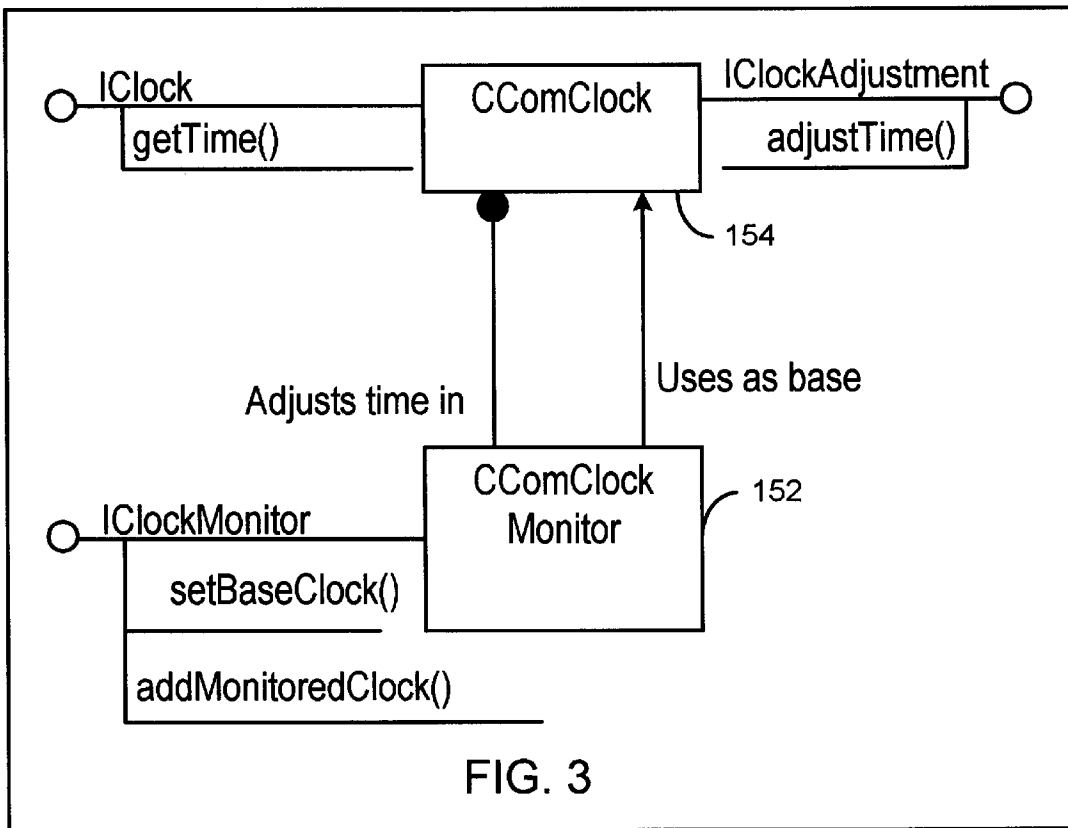 IClock
CComClock
IClockAdjustment
getTime()
adjustTime()
154
Adjusts time in
Uses as base
CComClock
Monitor
152
IClockMonitor
setBaseClock()
addMonitoredClock()
FIG. 3